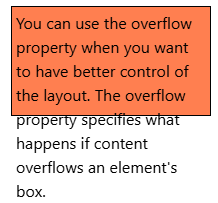 You can use the overflow
property when you want
to have better control of
the layout. The overflow
property specifies what
happens if content
overflows an element's
box.